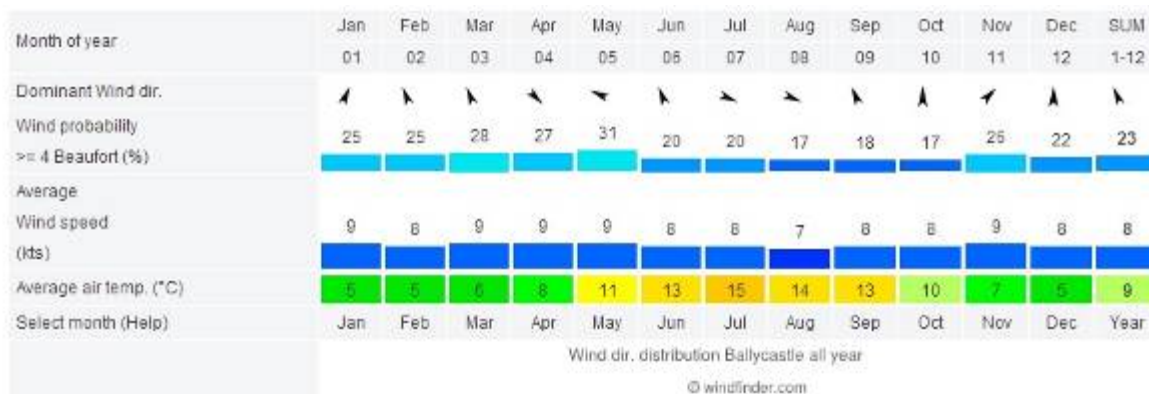 Month of year
Jan Feb Mar Apr May Jun Jul Aug Sep Oct Nov Dec SUM
01 02 03 04 05 06 07 08 09 10 11 12 1-12
Dominant Wind dir.
Wind probability
>= 4 Beaufort (%)
25 25 28 27 31 20 20 17 18 17 26 22 23
Average
Wind speed
(kts)
9 8 9 9 9 8 8 7 8 8 9 8 8
Average air temp. (°C) 5 5 6 8 11 13 15 14 13 10 7 5 9
Select month (Help) Jan Feb Mar Apr May Jun Jul Aug Sep Oct Nov Dec Year
Wind dir. distribution Ballycastle all year
© windfinder.com